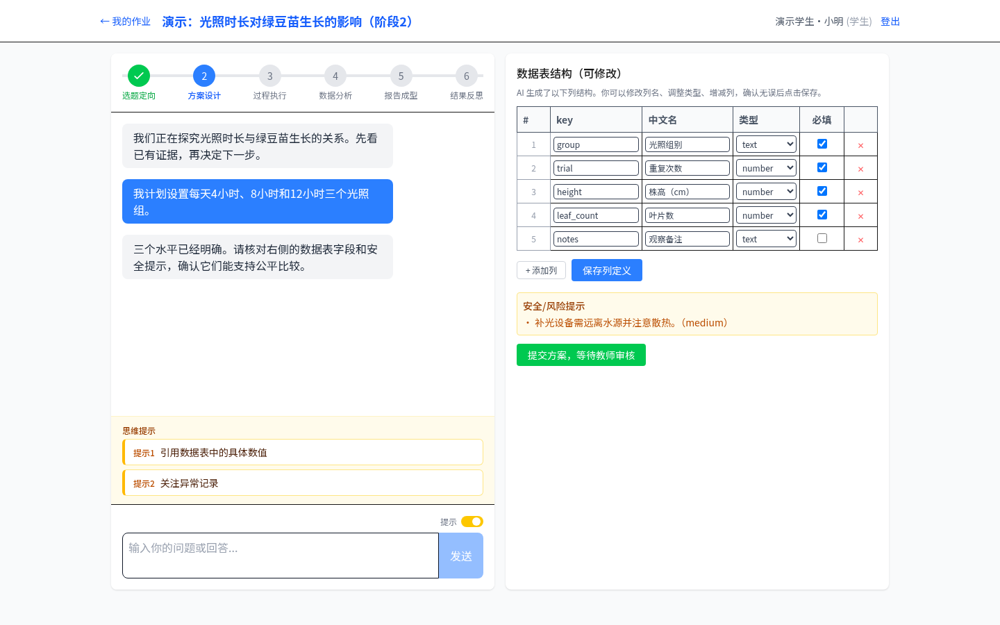 ← 我的作业
演示：光照时长对绿豆苗生长的影响（阶段2）
演示学生·小明 (学生) 登出
2 3 4 5 6
选题定向 方案设计 过程执行 数据分析 报告成型 结果反思
我们正在探究光照时长与绿豆苗生长的关系。先看
已有证据，再决定下一步。
我计划设置每天4小时、8小时和12小时三个光照
组。
三个水平已经明确。请核对右侧的数据表字段和安
全提示，确认它们能支持公平比较。
思维提示
提示1 引用数据表中的具体数值
提示2 关注异常记录
提示
输入你的问题或回答...
发送
数据表结构（可修改）
AI 生成了以下列结构。你可以修改列名、调整类型、增减列，确认无误后点击保存。
# key 中文名 类型 必填
1 group 光照组别 text ×
2 trial 重复次数 number ×
3 height 株高（cm） number ×
4 leaf_count 叶片数 number ×
5 notes 观察备注 text ×
+ 添加列 保存列定义
安全/风险提示
· 补光设备需远离水源并注意散热。（medium）
提交方案，等待教师审核